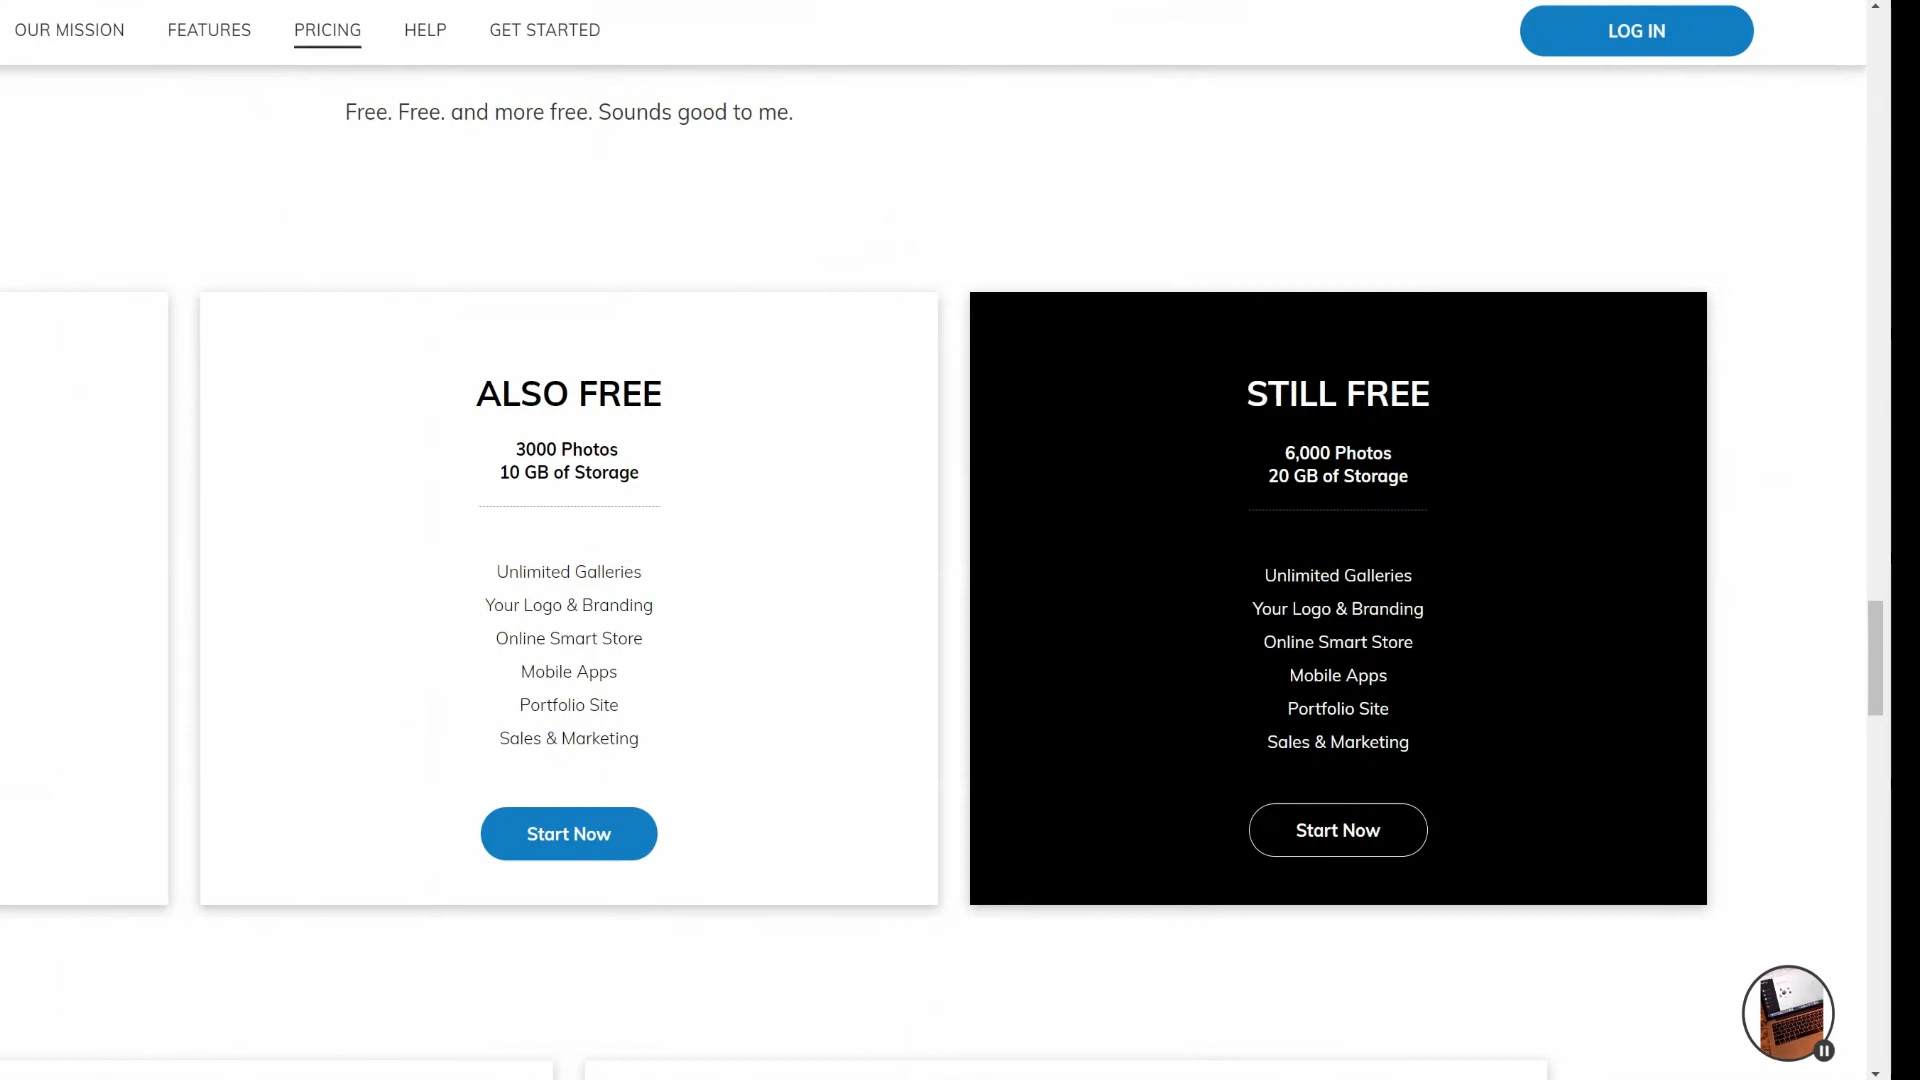 OUR MISSION
FEATURES
PRICING
HELP
GET STARTED
LOG IN
Free. Free. and more free. Sounds good to me.
ALSO FREE
3000 Photos
10 GB of Storage
Unlimited Galleries
Your Logo & Branding
Online Smart Store
Mobile Apps
Portfolio Site
Sales & Marketing
Start Now
STILL FREE
6,000 Photos
20 GB of Storage
Unlimited Galleries
Your Logo & Branding
Online Smart Store
Mobile Apps
Portfolio Site
Sales & Marketing
Start Now